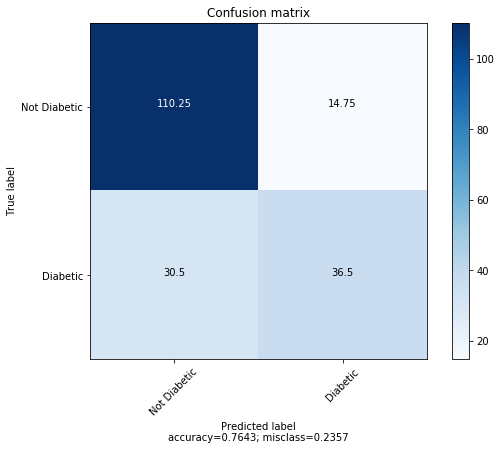 Confusion matrix
Not Diabetic
110.25
14.75
100
80
60
40
20
True label
Diabetic
30.5
36.5
Not Diabetic
Diabetic
Predicted label
accuracy=0.7643; misclass=0.2357